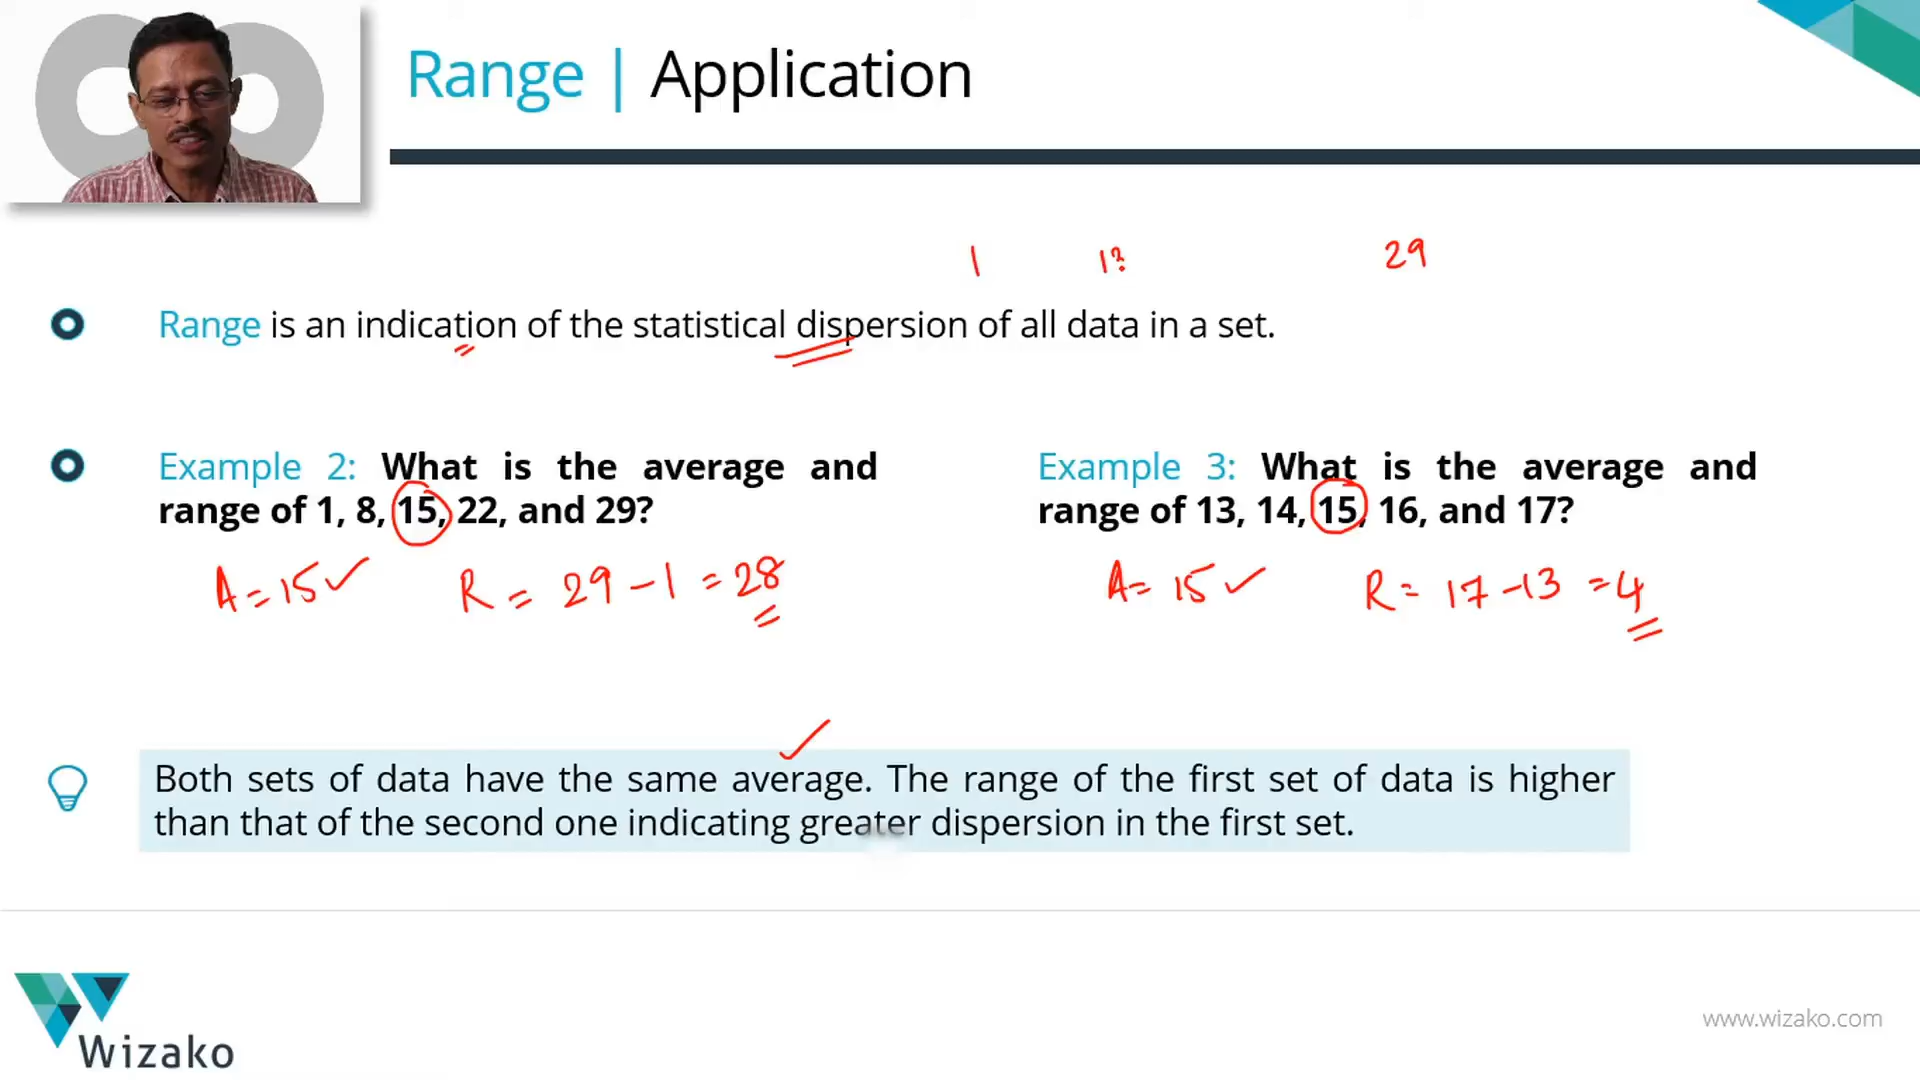 Range | Application
1 13 29
Range is an indication of the statistical dispersion of all data in a set.
Example 2: What is the average and
range of 1, 8, 15, 22, and 29?
A = 15 ✓ R = 29 - 1 = 28
Example 3: What is the average and
range of 13, 14, 15, 16, and 17?
A = 15 ✓ R = 17 - 13 = 4
Both sets of data have the same average. The range of the first set of data is higher
than that of the second one indicating greater dispersion in the first set.
Wizako
www.wizako.com